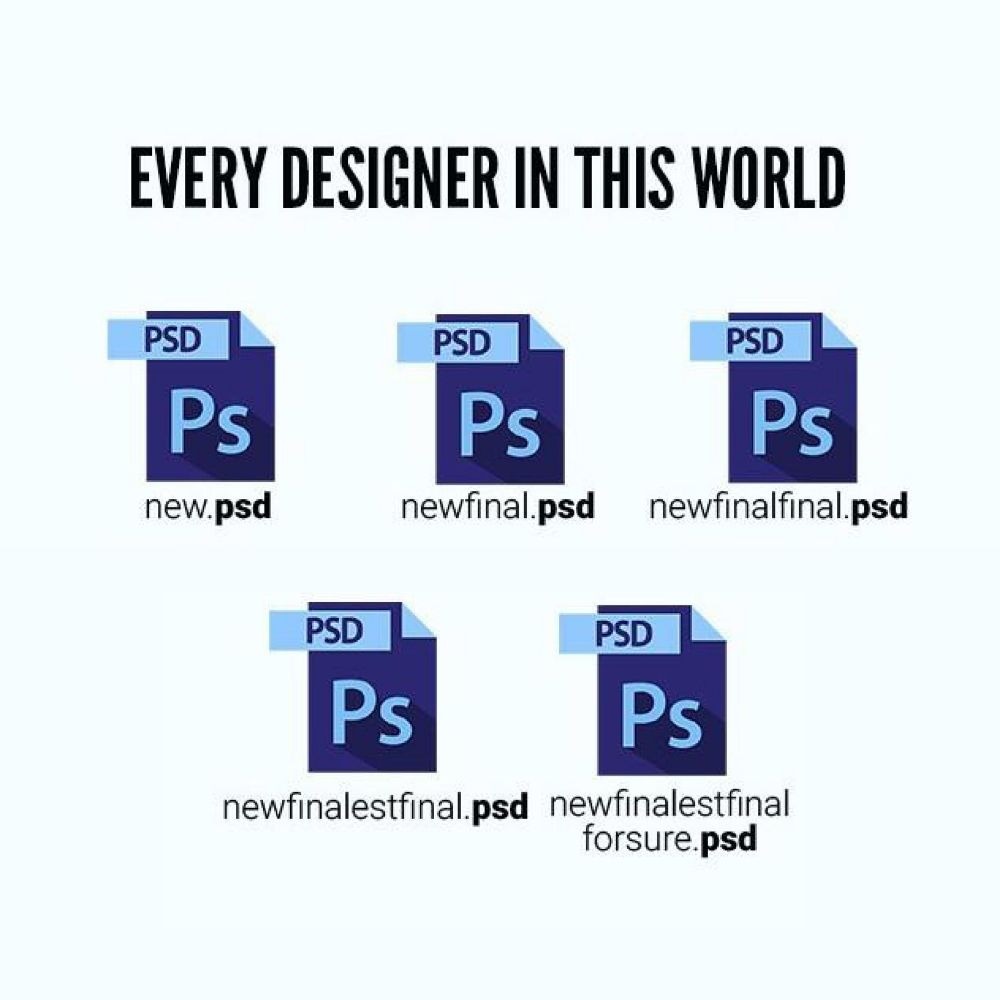 EVERY DESIGNER IN THIS WORLD
PSD PSD PSD
Ps Ps Ps
new.psd newfinal.psd newfinalfinal.psd
PSD PSD
Ps Ps
newfinalestfinal.psd newfinalestfinal
forsure.psd